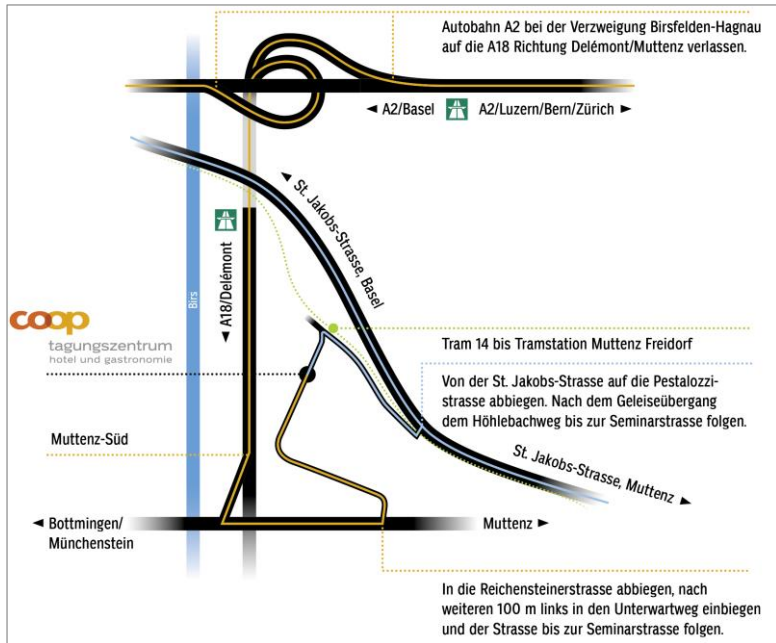 Autobahn A2 bei der Verzweigung Birsfelden-Hagnau
auf die A18 Richtung Delémont/Muttenz verlassen.
◄ A2/Basel
A2/Luzern/Bern/Zürich ►
◄ St. Jakobs-Strasse, Basel
◄ A18/Delémont
Birs
coop
tagungszentrum
hotel und gastronomie
Tram 14 bis Tramstation Muttenz Freidorf
Von der St. Jakobs-Strasse auf die Pestalozzi-
strasse abbiegen. Nach dem Geleiseübergang
dem Höhlebachweg bis zur Seminarstrasse folgen.
Muttenz-Süd
St. Jakobs-Strasse, Muttenz ►
◄ Bottmingen/
Münchenstein
Muttenz ►
In die Reichensteinerstrasse abbiegen, nach
weiteren 100 m links in den Unterwartweg einbiegen
und der Strasse bis zur Seminarstrasse folgen.